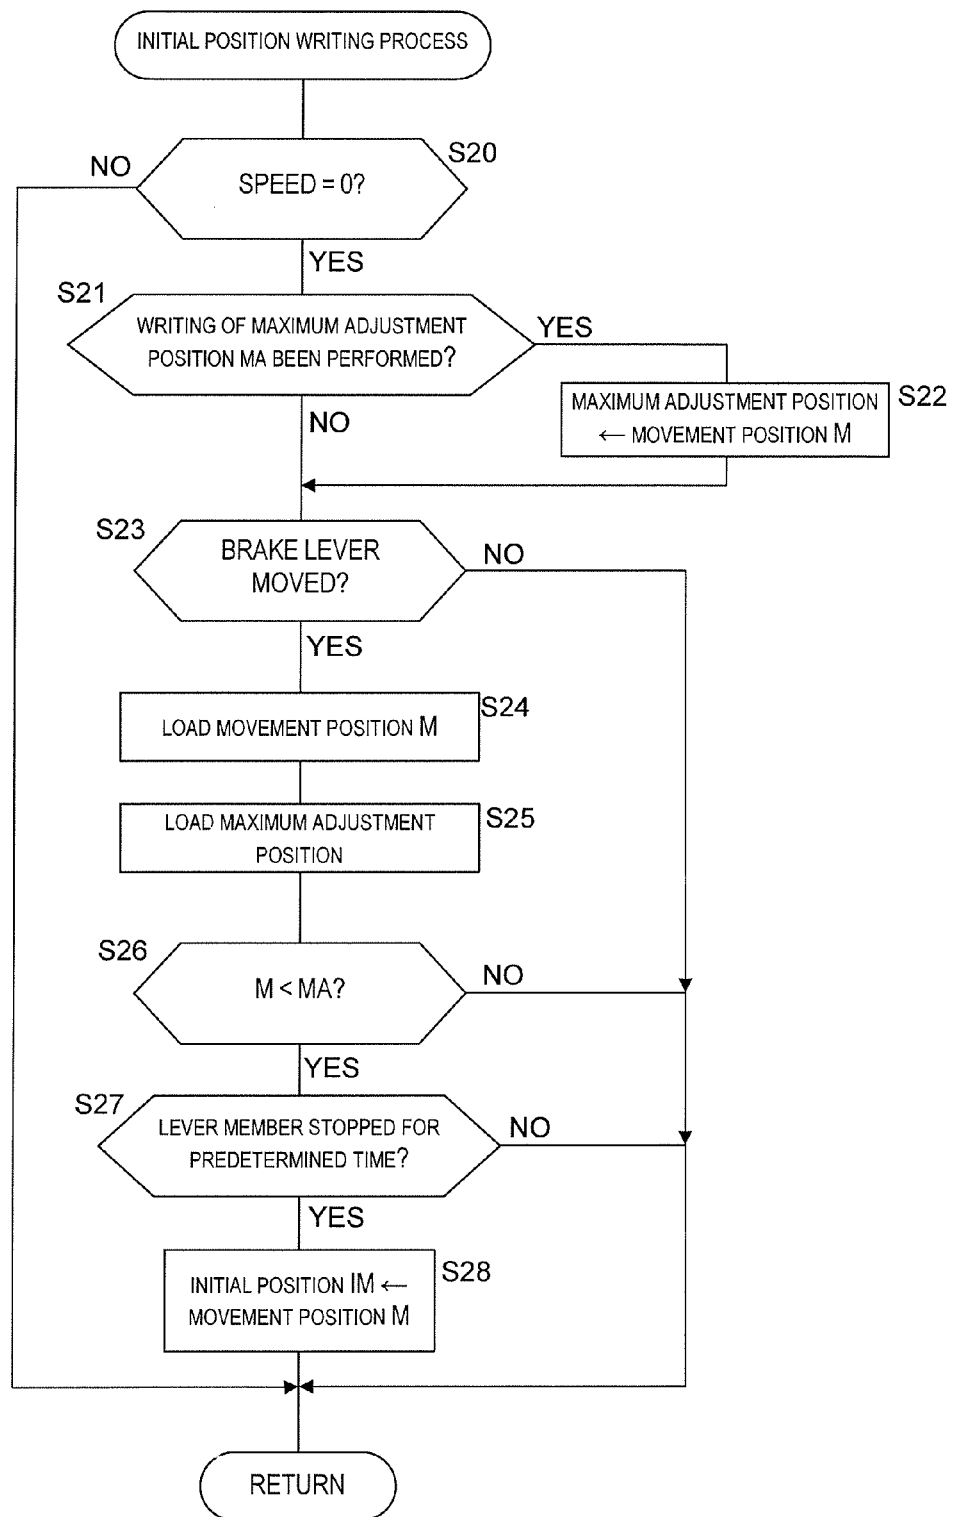 INITIAL POSITION WRITING PROCESS
S20
NO
SPEED = 0?
YES
S21
WRITING OF MAXIMUM ADJUSTMENT
POSITION MA BEEN PERFORMED?
YES
S22
MAXIMUM ADJUSTMENT POSITION
← MOVEMENT POSITION M
NO
S23
BRAKE LEVER
MOVED?
NO
YES
S24
LOAD MOVEMENT POSITION M
S25
LOAD MAXIMUM ADJUSTMENT
POSITION
S26
M < MA?
NO
YES
S27
LEVER MEMBER STOPPED FOR
PREDETERMINED TIME?
NO
YES
S28
INITIAL POSITION IM ←
MOVEMENT POSITION M
RETURN